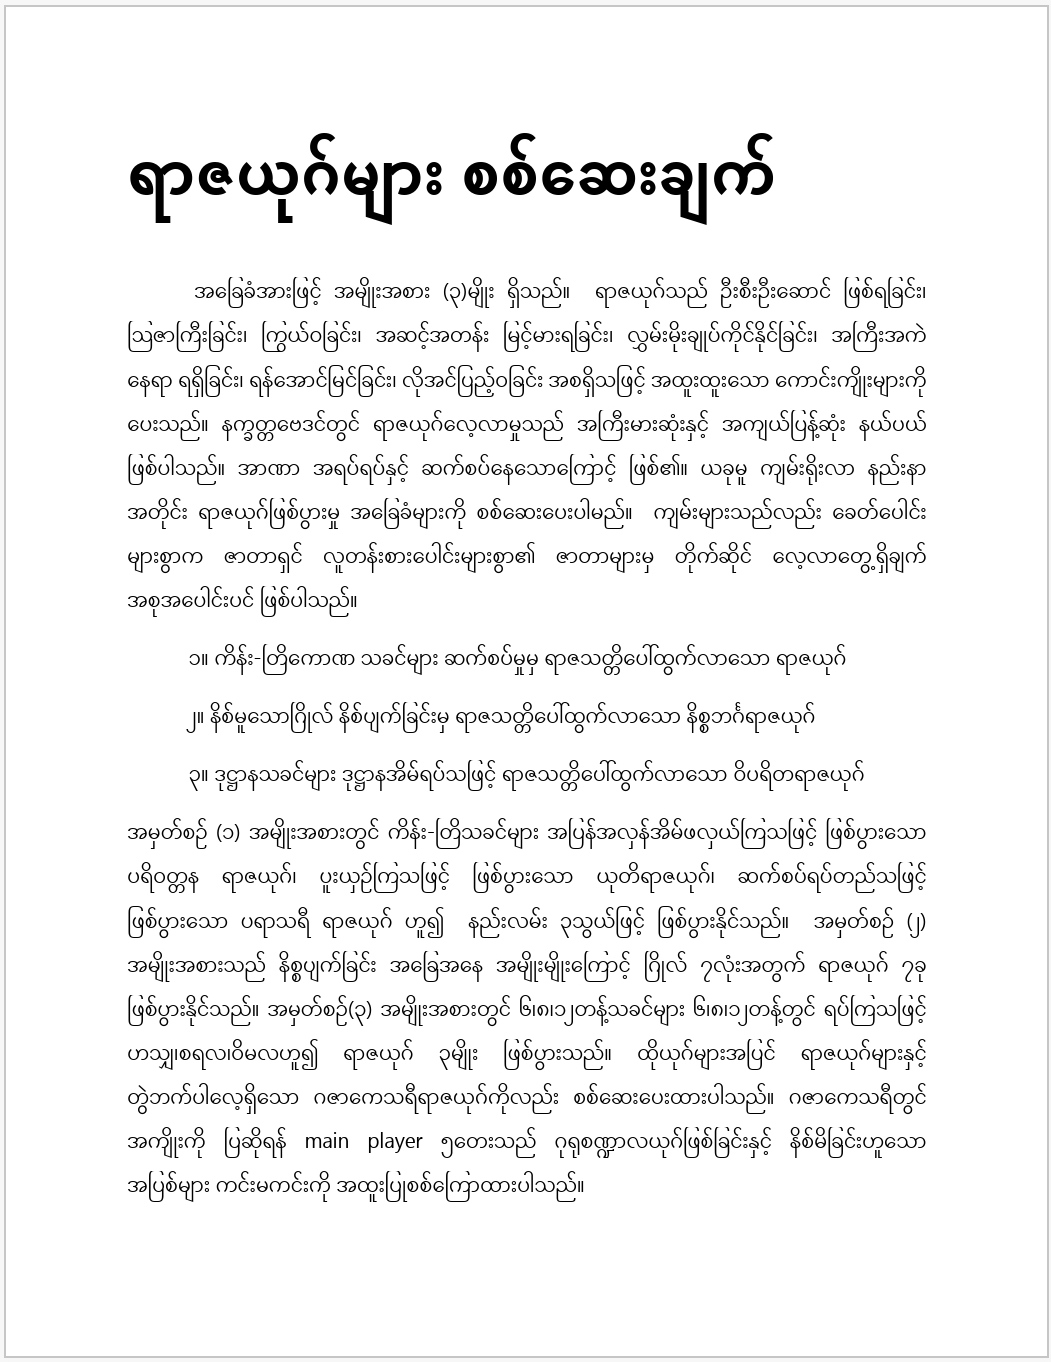 ရာဇယုဂ်များ စစ်ဆေးချက်
အခြေခံအားဖြင့် အမျိုးအစား (၃)မျိုး ရှိသည်။ ရာဇယုဂ်သည် ဦးစီးဦးဆောင် ဖြစ်ရခြင်း၊
ဩဇာကြီးခြင်း၊ ကြွယ်ဝခြင်း၊ အဆင့်အတန်း မြင့်မားရခြင်း၊ လွှမ်းမိုးချုပ်ကိုင်နိုင်ခြင်း၊ အကြီးအကဲ
နေရာ ရရှိခြင်း၊ ရန်အောင်မြင်ခြင်း၊ လိုအင်ပြည့်ဝခြင်း အစရှိသဖြင့် အထူးထူးသော ကောင်းကျိုးများကို
ပေးသည်။ နက္ခတ္တဗေဒင်တွင် ရာဇယုဂ်လေ့လာမှုသည် အကြီးမားဆုံးနှင့် အကျယ်ပြန့်ဆုံး နယ်ပယ်
ဖြစ်ပါသည်။ အာဏာ အရပ်ရပ်နှင့် ဆက်စပ်နေသောကြောင့် ဖြစ်၏။ ယခုမူ ကျမ်းရိုးလာ နည်းနာ
အတိုင်း ရာဇယုဂ်ဖြစ်ပွားမှု အခြေခံများကို စစ်ဆေးပေးပါမည်။ ကျမ်းများသည်လည်း ခေတ်ပေါင်း
များစွာက ဇာတာရှင် လူတန်းစားပေါင်းများစွာ၏ ဇာတာများမှ တိုက်ဆိုင် လေ့လာတွေ့ရှိချက်
အစုအပေါင်းပင် ဖြစ်ပါသည်။
၁။ ကိန်း-တြိကောဏ သခင်များ ဆက်စပ်မှုမှ ရာဇသတ္တိပေါ်ထွက်လာသော ရာဇယုဂ်
၂။ နိစ်မူသောဂြိုလ် နိစ်ပျက်ခြင်းမှ ရာဇသတ္တိပေါ်ထွက်လာသော နိစ္စဘင်္ဂရာဇယုဂ်
၃။ ဒုဋ္ဌာနသခင်များ ဒုဋ္ဌာနအိမ်ရပ်သဖြင့် ရာဇသတ္တိပေါ်ထွက်လာသော ဝိပရိတရာဇယုဂ်
အမှတ်စဉ် (၁) အမျိုးအစားတွင် ကိန်း-တြိသခင်များ အပြန်အလှန်အိမ်ဖလှယ်ကြသဖြင့် ဖြစ်ပွားသော
ပရိဝတ္တန ရာဇယုဂ်၊ ပူးယှဉ်ကြသဖြင့် ဖြစ်ပွားသော ယုတိရာဇယုဂ်၊ ဆက်စပ်ရပ်တည်သဖြင့်
ဖြစ်ပွားသော ပရာသရီ ရာဇယုဂ် ဟူ၍ နည်းလမ်း ၃သွယ်ဖြင့် ဖြစ်ပွားနိုင်သည်။ အမှတ်စဉ် (၂)
အမျိုးအစားသည် နိစ္စပျက်ခြင်း အခြေအနေ အမျိုးမျိုးကြောင့် ဂြိုလ် ၇လုံးအတွက် ရာဇယုဂ် ၇ခု
ဖြစ်ပွားနိုင်သည်။ အမှတ်စဉ်(၃) အမျိုးအစားတွင် ၆၊၈၊၁၂တန့်သခင်များ ၆၊၈၊၁၂တန့်တွင် ရပ်ကြသဖြင့်
ဟသျှ၊စရလ၊ဝိမလဟူ၍ ရာဇယုဂ် ၃မျိုး ဖြစ်ပွားသည်။ ထိုယုဂ်များအပြင် ရာဇယုဂ်များနှင့်
တွဲဘက်ပါလေ့ရှိသော ဂဇာကေသရီရာဇယုဂ်ကိုလည်း စစ်ဆေးပေးထားပါသည်။ ဂဇာကေသရီတွင်
အကျိုးကို ပြဆိုရန် main player ၅တေးသည် ဂုရုစဏ္ဍာလယုဂ်ဖြစ်ခြင်းနှင့် နိစ်မိခြင်းဟူသော
အပြစ်များ ကင်းမကင်းကို အထူးပြုစစ်ကြောထားပါသည်။